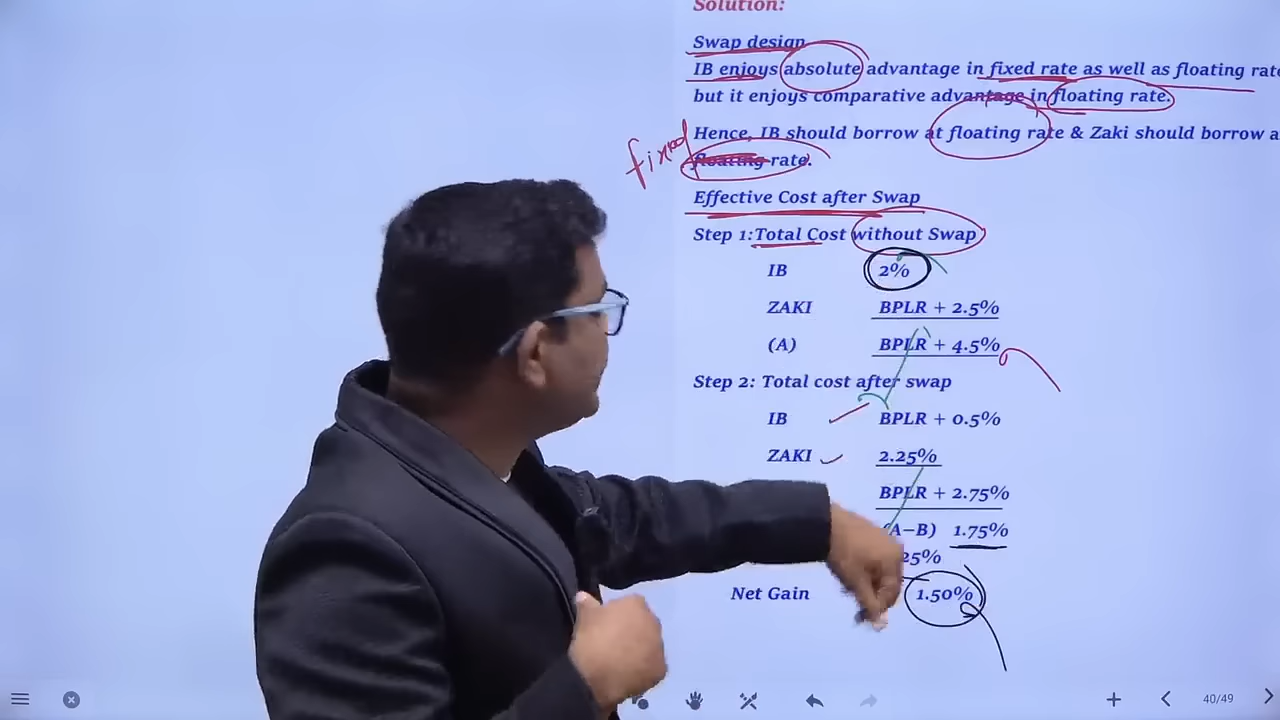 Solution:
Swap design
IB enjoys absolute advantage in fixed rate as well as floating rate
but it enjoys comparative advantage in floating rate.
Hence, IB should borrow at floating rate & Zaki should borrow a
fixed
floating rate.
Effective Cost after Swap
Step 1:Total Cost without Swap
IB 2%
ZAKI BPLR + 2.5%
(A) BPLR + 4.5%
Step 2: Total cost after swap
IB BPLR + 0.5%
ZAKI 2.25%
BPLR + 2.75%
(A–B) 1.75%
25%
Net Gain 1.50%
40/49